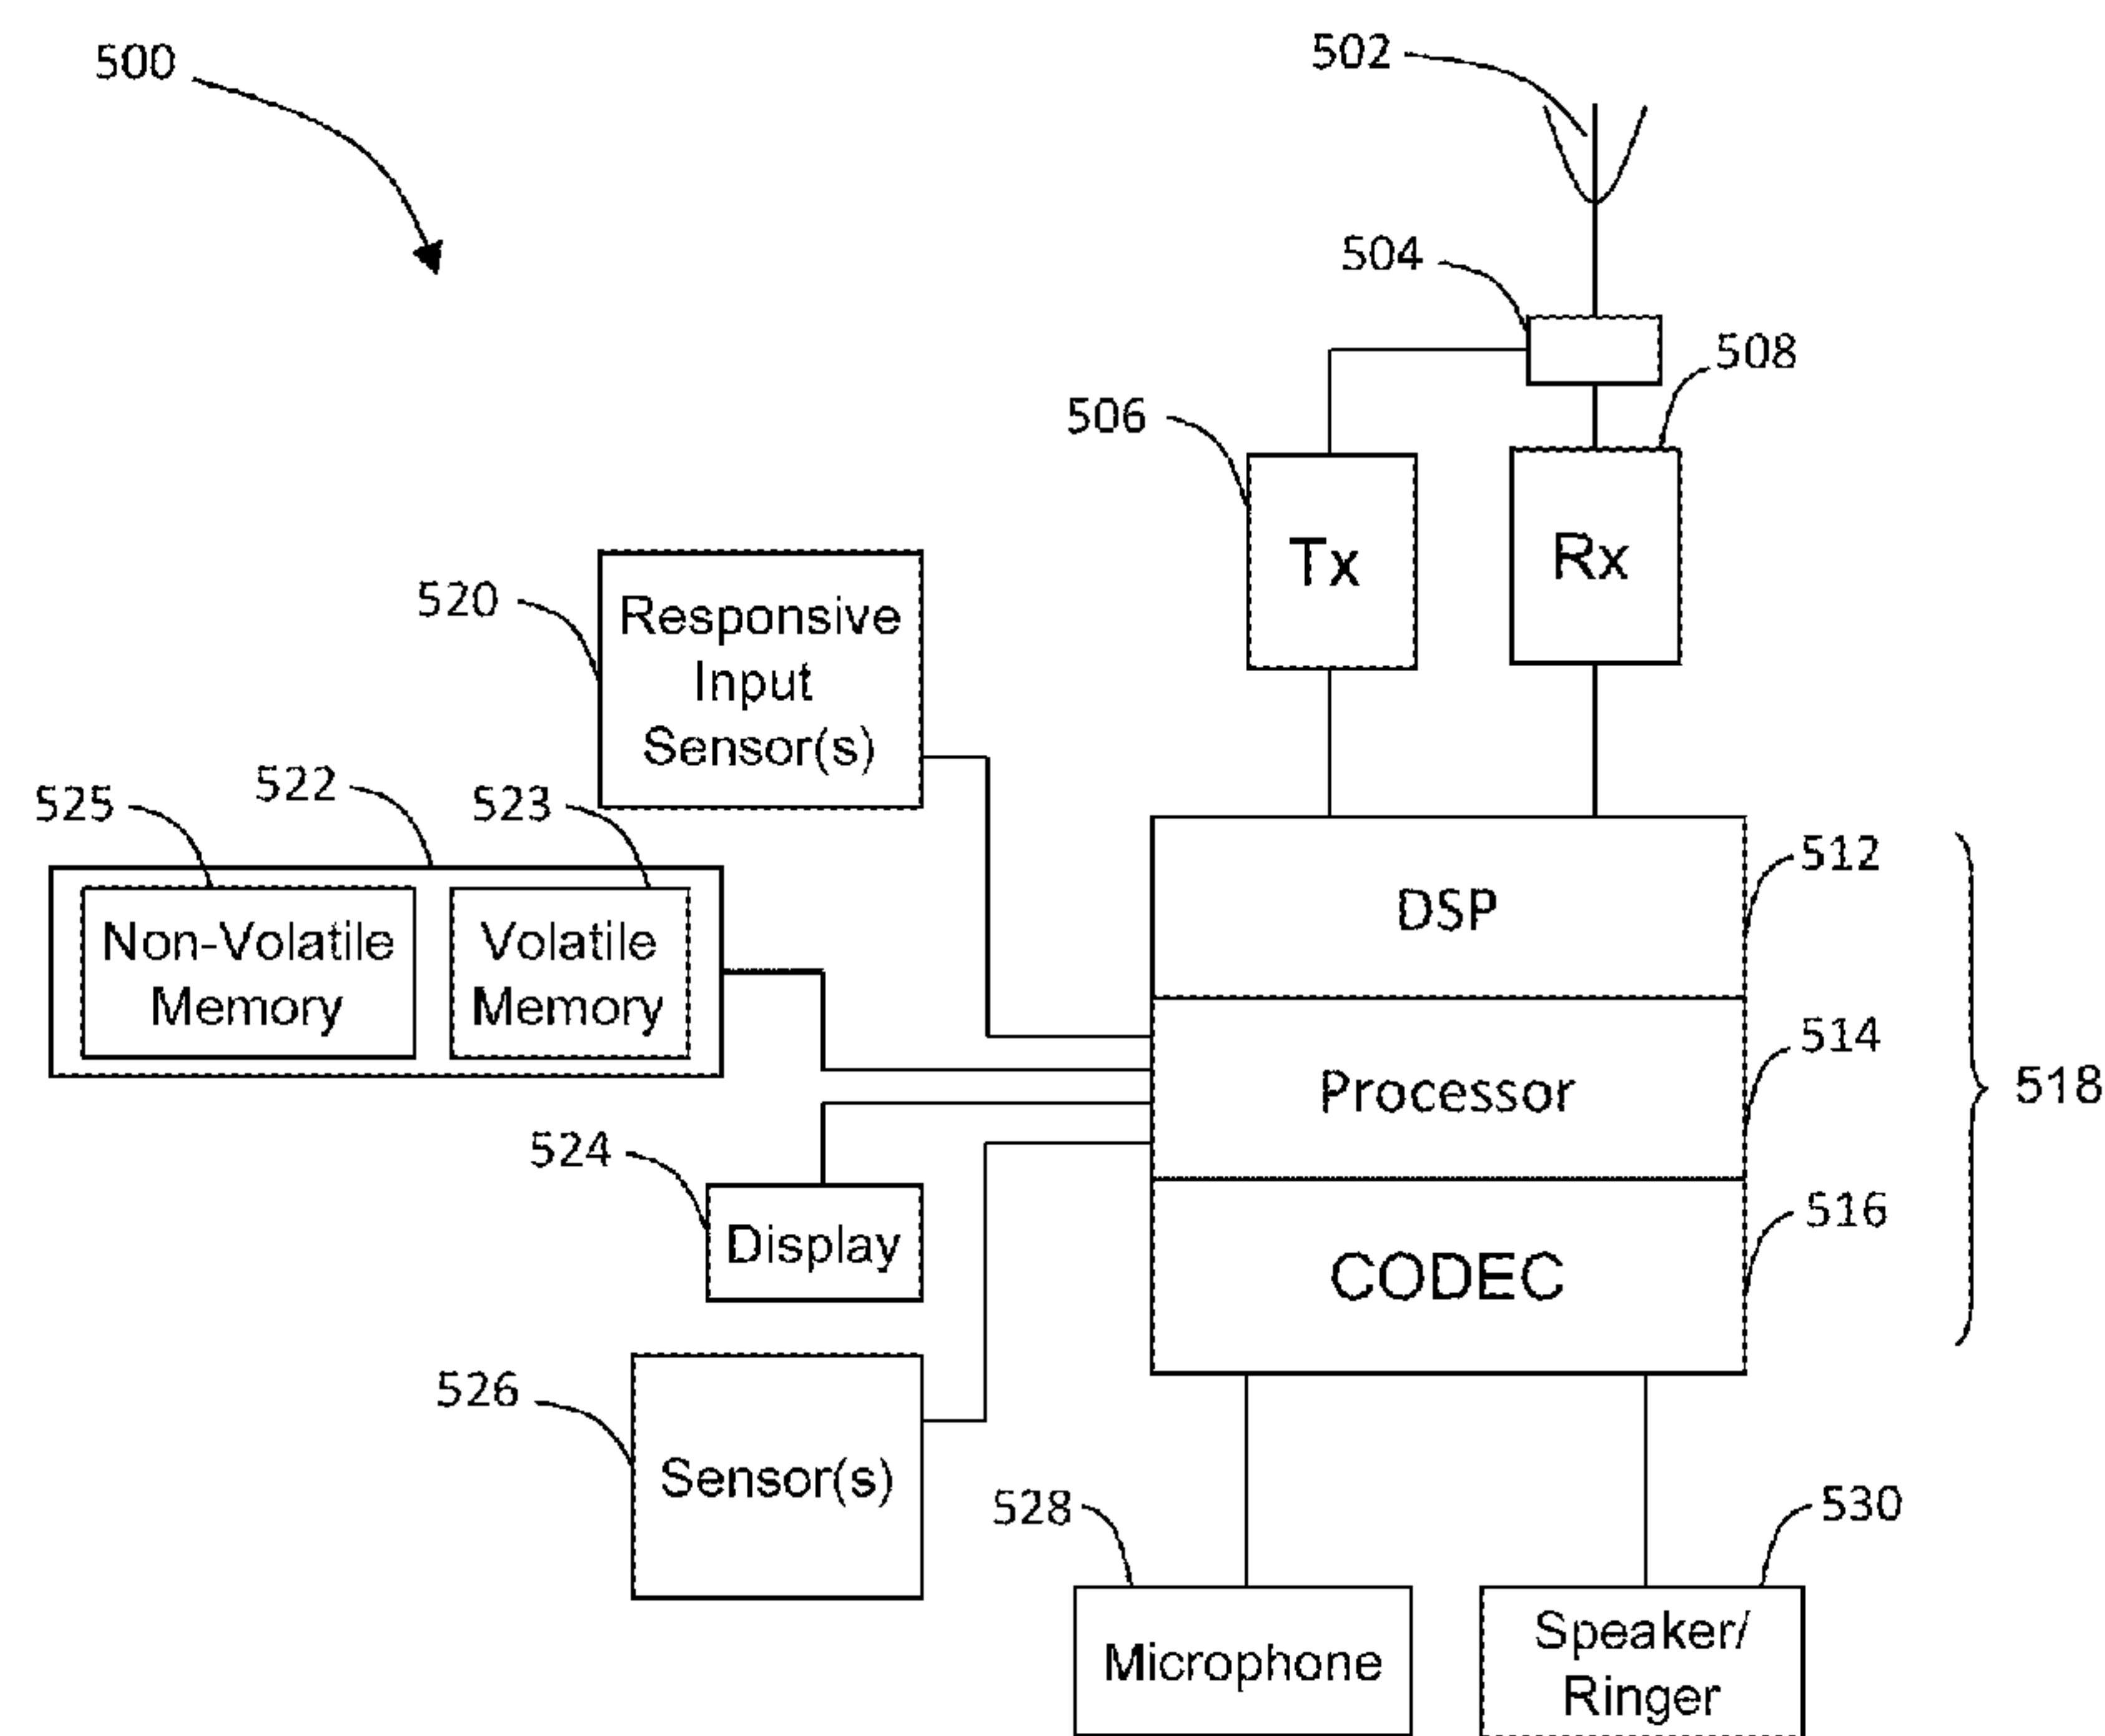 500
502
504
508
506
Tx
Rx
520
Responsive
Input
Sensor(s)
525
522
523
Non-Volatile
Memory
Volatile
Memory
DSP
512
Processor
514
518
524
Display
CODEC
516
526
Sensor(s)
528
Microphone
530
Speaker/
Ringer